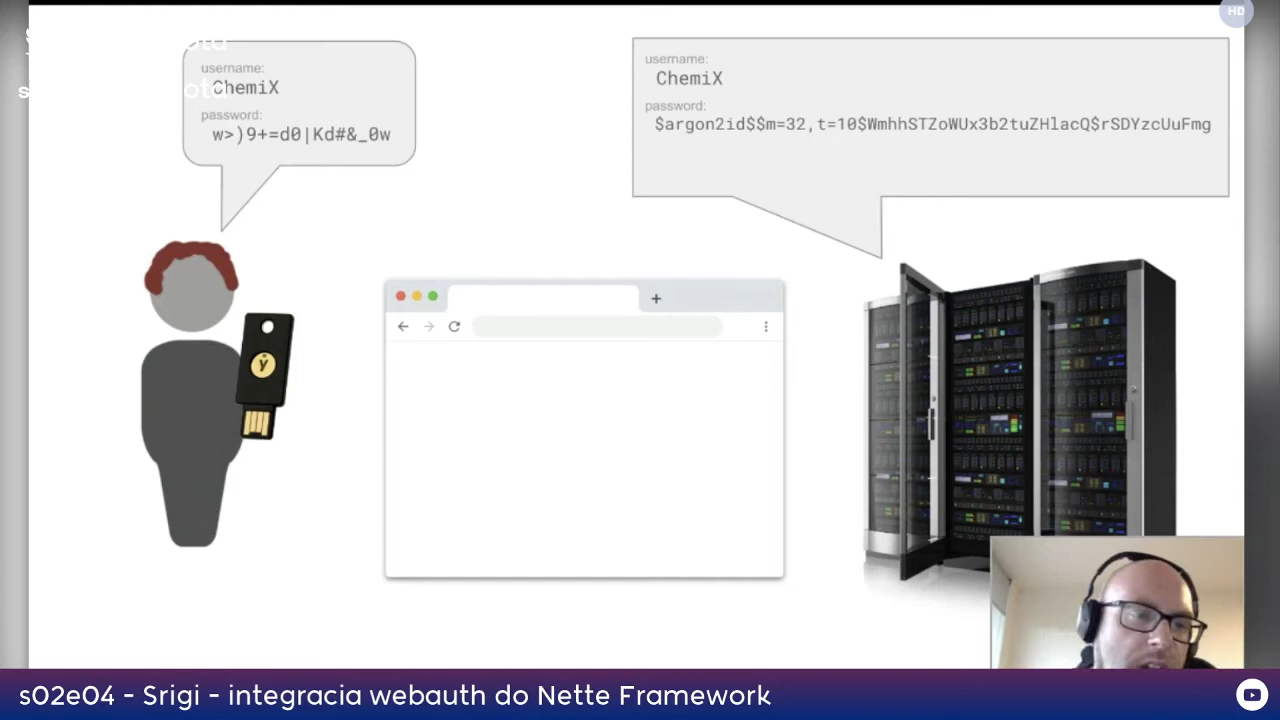 HD
username:
ChemiX
password:
w>)9+=d0|Kd#&_0w
username:
ChemiX
password:
$argon2id$$m=32,t=10$WmhhSTZoWUx3b2tuZHlacQ$rSDYzcUuFmg
s02e04 - Srigi - integracia webauth do Nette Framework